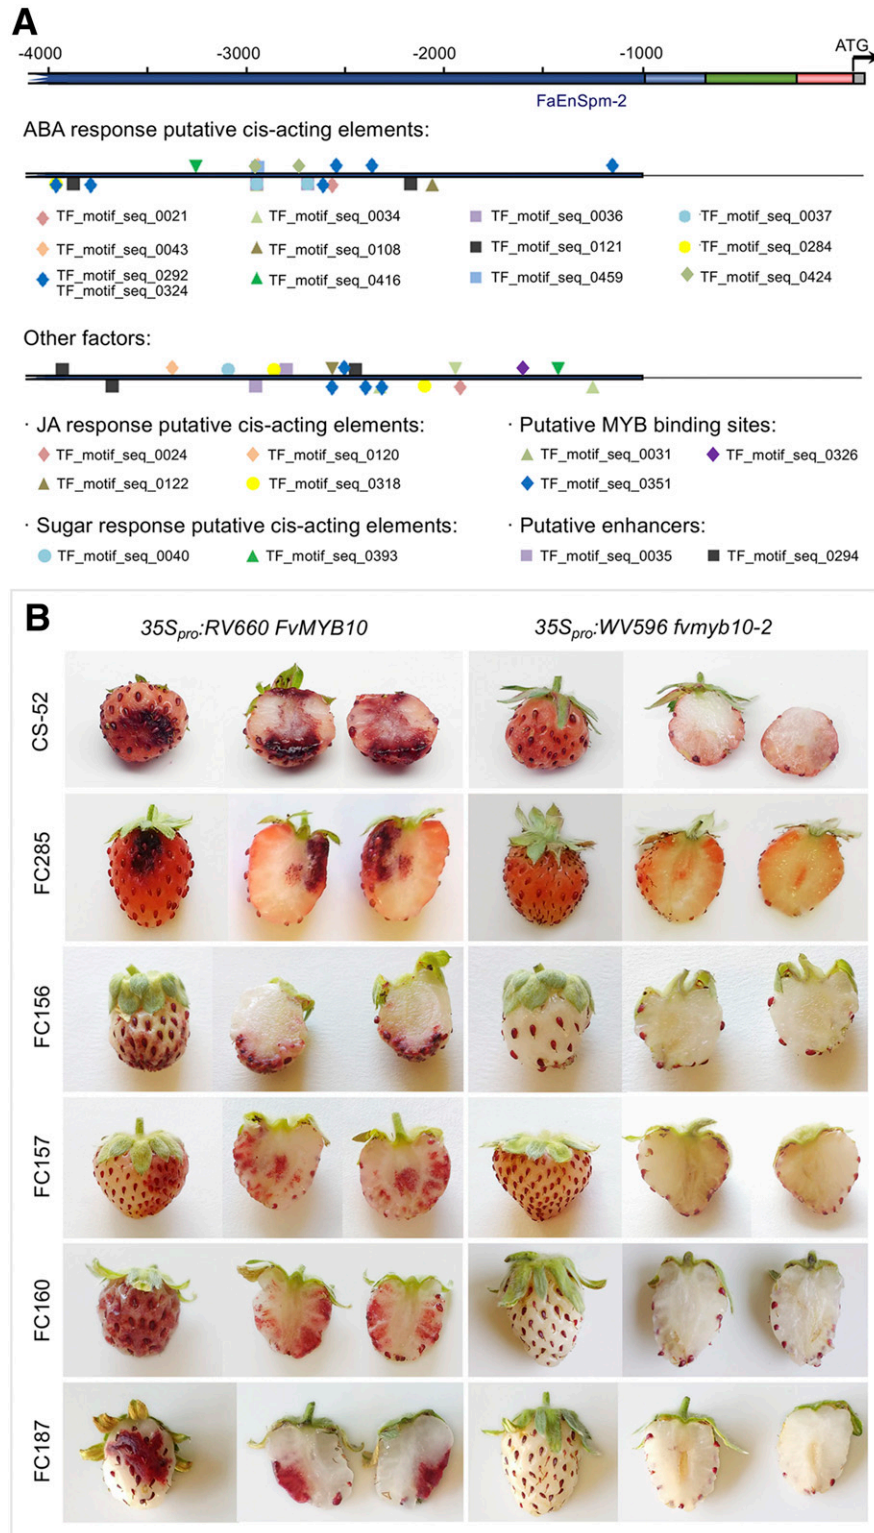 A
-4000 -3000 -2000 -1000 ATG
FaEnSpm-2
ABA response putative cis-acting elements:
TF_motif_seq_0021 TF_motif_seq_0034 TF_motif_seq_0036 TF_motif_seq_0037
TF_motif_seq_0043 TF_motif_seq_0108 TF_motif_seq_0121 TF_motif_seq_0284
TF_motif_seq_0292
TF_motif_seq_0324 TF_motif_seq_0416 TF_motif_seq_0459 TF_motif_seq_0424
Other factors:
· JA response putative cis-acting elements: · Putative MYB binding sites:
TF_motif_seq_0024 TF_motif_seq_0120 TF_motif_seq_0031 TF_motif_seq_0326
TF_motif_seq_0122 TF_motif_seq_0318 TF_motif_seq_0351
· Sugar response putative cis-acting elements: · Putative enhancers:
TF_motif_seq_0040 TF_motif_seq_0393 TF_motif_seq_0035 TF_motif_seq_0294
B
35Spro:RV660 FvMYB10 35Spro:WV596 fvmyb10-2
CS-52
FC285
FC156
FC157
FC160
FC187